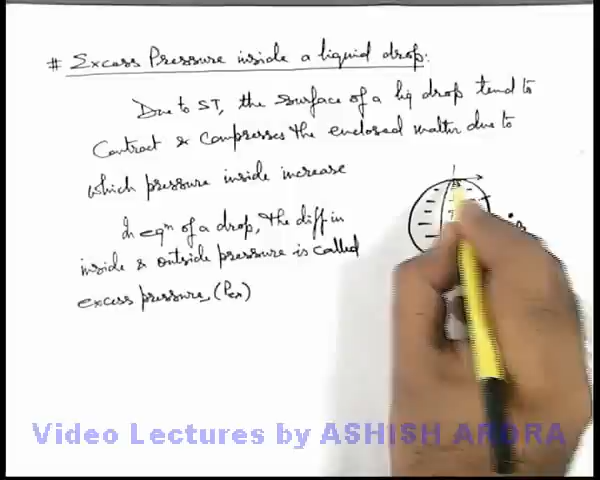 # Excess Pressure inside a liquid drop:
Due to ST, the surface of a liq drop tend to
Contract & compresses the enclosed matter due to
which pressure inside increase
In eqⁿ of a drop, the diff in
inside & outside pressure is called
excess pressure, (Pex)
Video Lectures by ASHISH ARORA